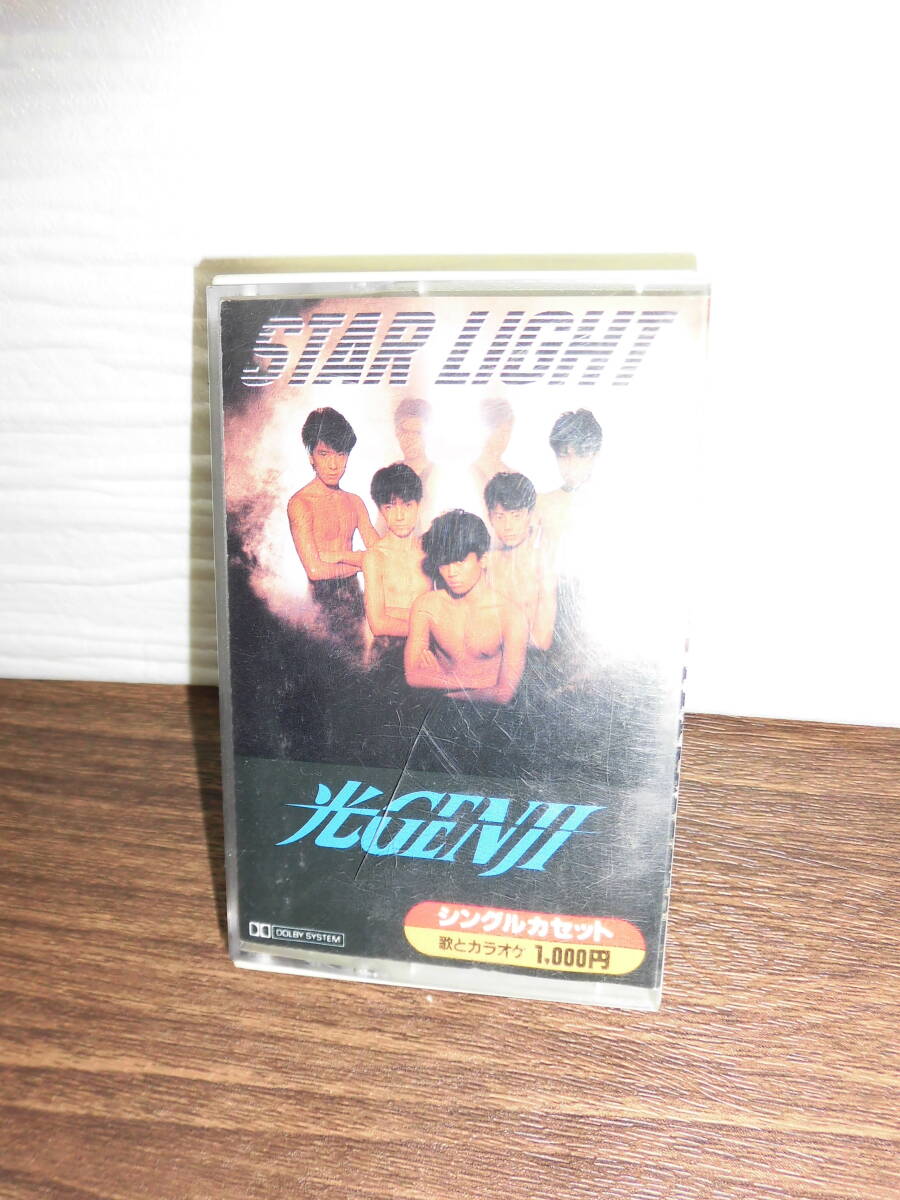 STAR LIGHT
光GENJI
シングルカセット
歌とカラオケ 1,000円
DOLBY SYSTEM